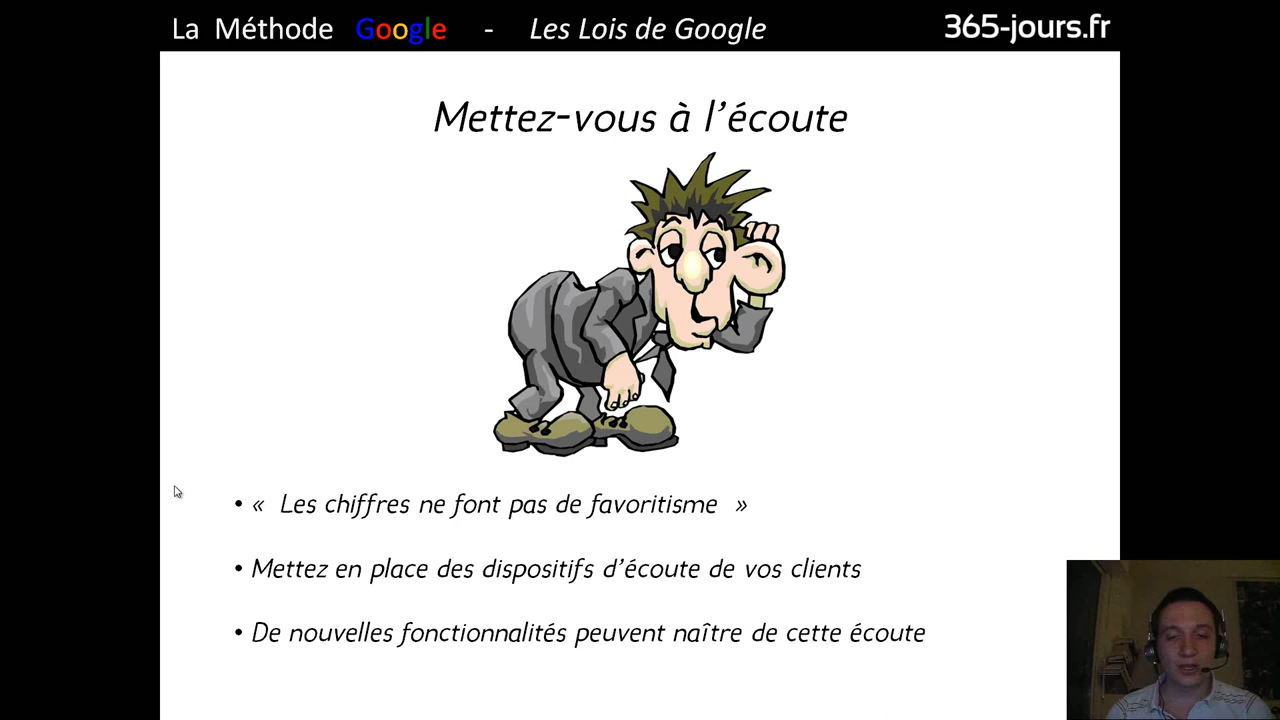 La Méthode Google - Les Lois de Google 365-jours.fr
Mettez-vous à l'écoute
• « Les chiffres ne font pas de favoritisme »
• Mettez en place des dispositifs d'écoute de vos clients
• De nouvelles fonctionnalités peuvent naître de cette écoute